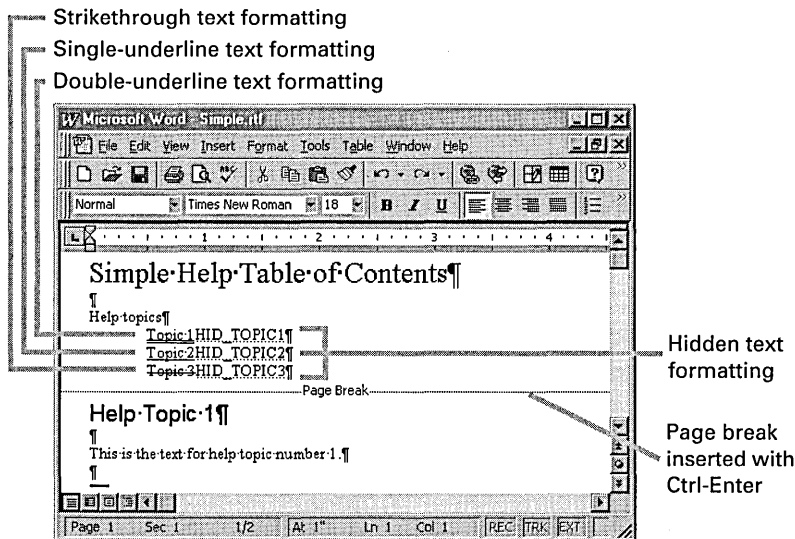 Strikethrough text formatting
Single-underline text formatting
Double-underline text formatting
Microsoft Word - Simple.rtf
File Edit View Insert Format Tools Table Window Help
Normal Times New Roman 18 B I U
1 2 3 4
Simple·Help·Table·of·Contents¶
¶
Help·topics¶
Topic·1HID_TOPIC1¶
Topic·2HID_TOPIC2¶
Topic·3HID_TOPIC3¶
Page Break
Help·Topic·1¶
¶
This·is·the·text·for·help·topic·number·1.¶
¶
Page 1 Sec 1 1/2 At 1" Ln 1 Col 1 REC TRK EXT
Hidden text
formatting
Page break
inserted with
Ctrl-Enter